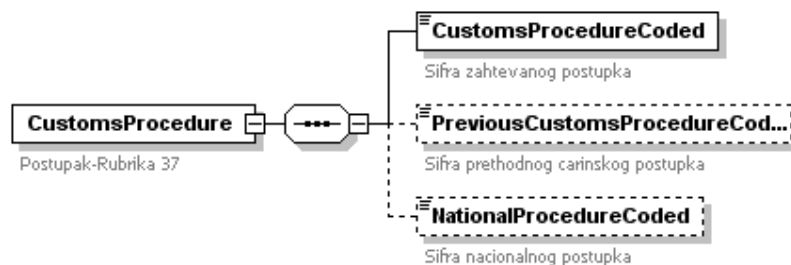 CustomsProcedureCoded
Sifra zahtevanog postupka
CustomsProcedure
Postupak-Rubrika 37
PreviousCustomsProcedureCod...
Sifra prethodnog carinskog postupka
NationalProcedureCoded
Sifra nacionalnog postupka